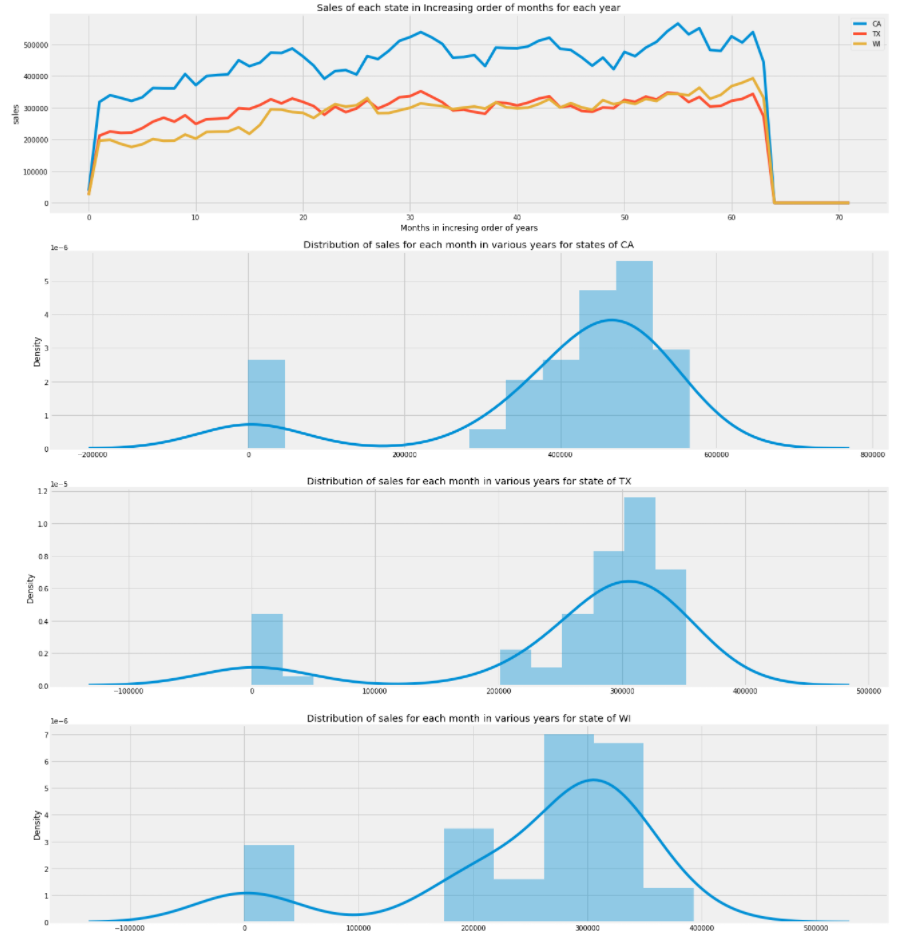 Sales of each state in Increasing order of months for each year
CA
TX
WI
500000
400000
300000
200000
100000
0
sales
0 10 20 30 40 50 60 70
Months in incresing order of years
Distribution of sales for each month in various years for states of CA
1e−6
5
4
3
2
1
0
Density
−200000 0 200000 400000 600000 800000
Distribution of sales for each month in various years for state of TX
1e−5
1.2
1.0
0.8
0.6
0.4
0.2
0.0
Density
−100000 0 100000 200000 300000 400000 500000
Distribution of sales for each month in various years for state of WI
1e−6
7
6
5
4
3
2
1
0
Density
−100000 0 100000 200000 300000 400000 500000